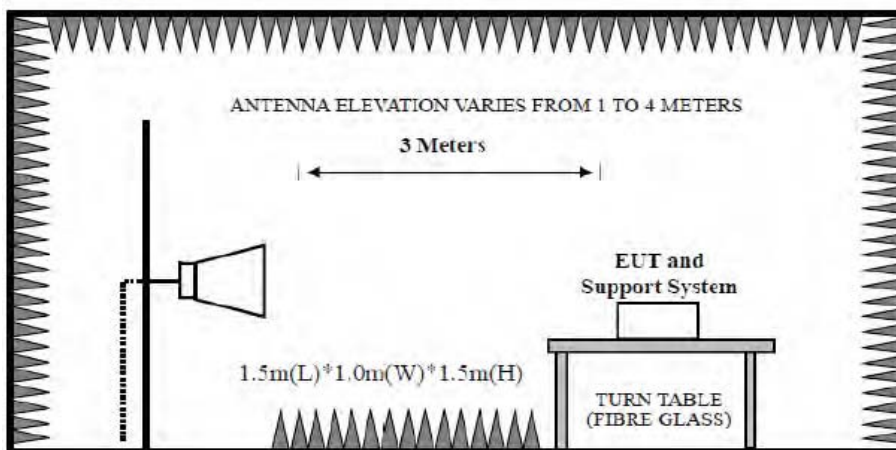 ANTENNA ELEVATION VARIES FROM 1 TO 4 METERS
3 Meters
EUT and
Support System
1.5m(L)*1.0m(W)*1.5m(H)
TURN TABLE
(FIBRE GLASS)